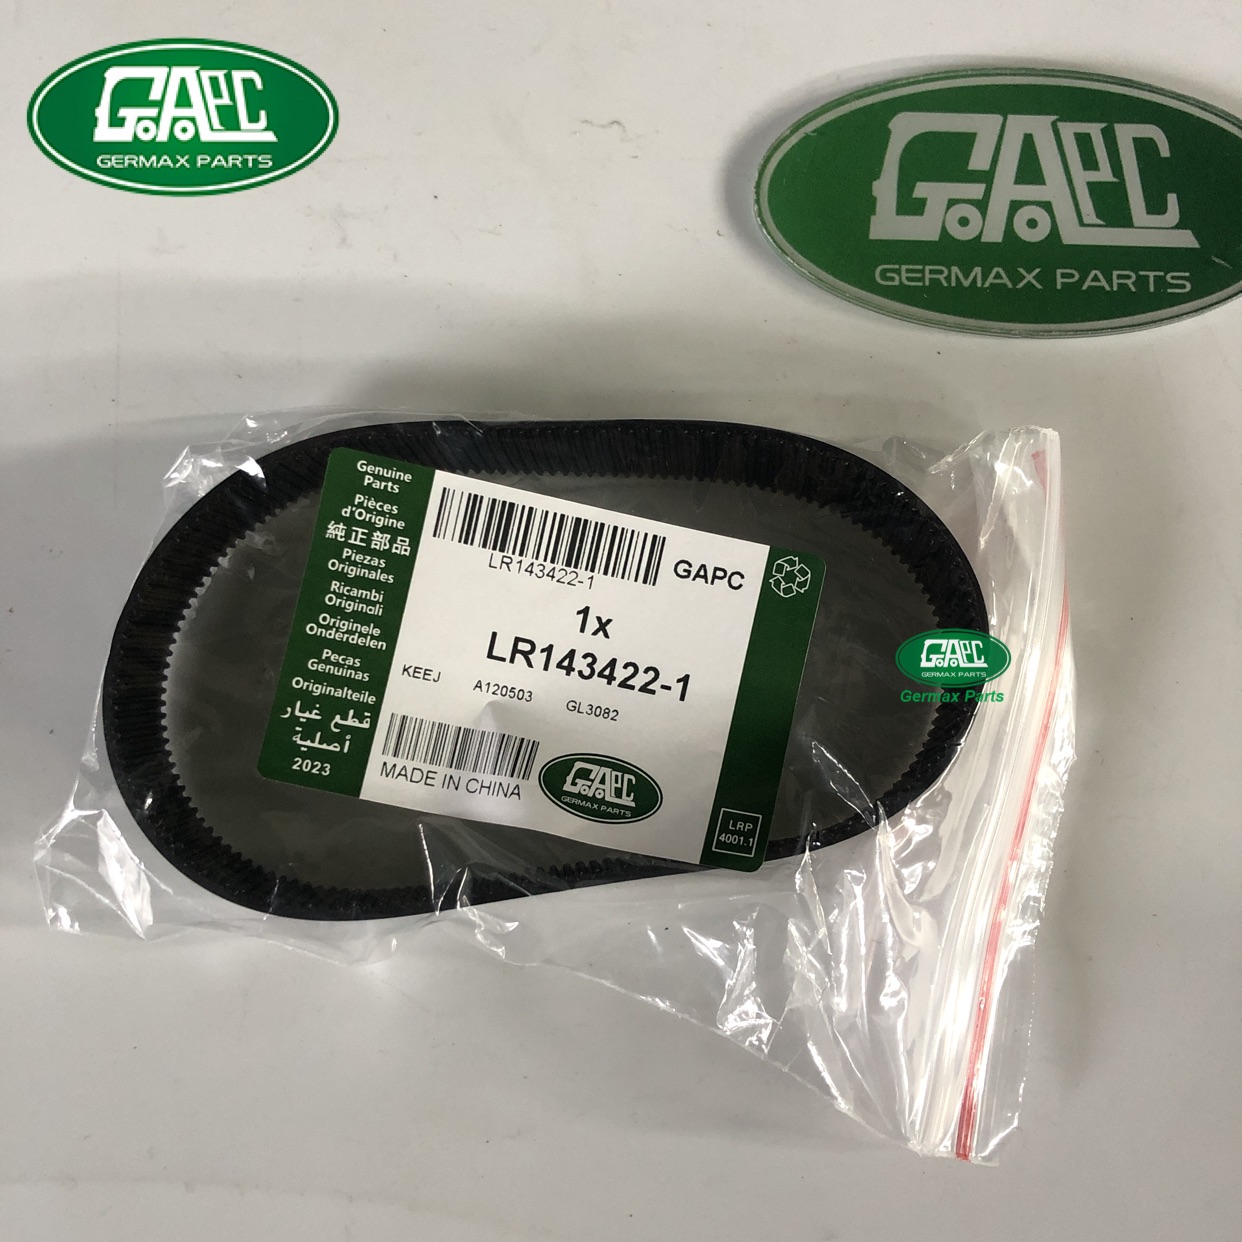 GAPC
GERMAX PARTS
GAPC
GERMAX PARTS
Genuine
Parts
Pièces
d'Origine
純正部品
Piezas
Originales
Ricambi
Originali
Originele
Onderdelen
Pecas
Genuinas
Originalteile
قطع غيار
أصلية
2023
LR143422-1
GAPC
1x
LR143422-1
KEEJ A120503 GL3082
MADE IN CHINA
GAPC
GERMAX PARTS
LRP
4001.1
GAPC
GERMAX PARTS
Germax Parts